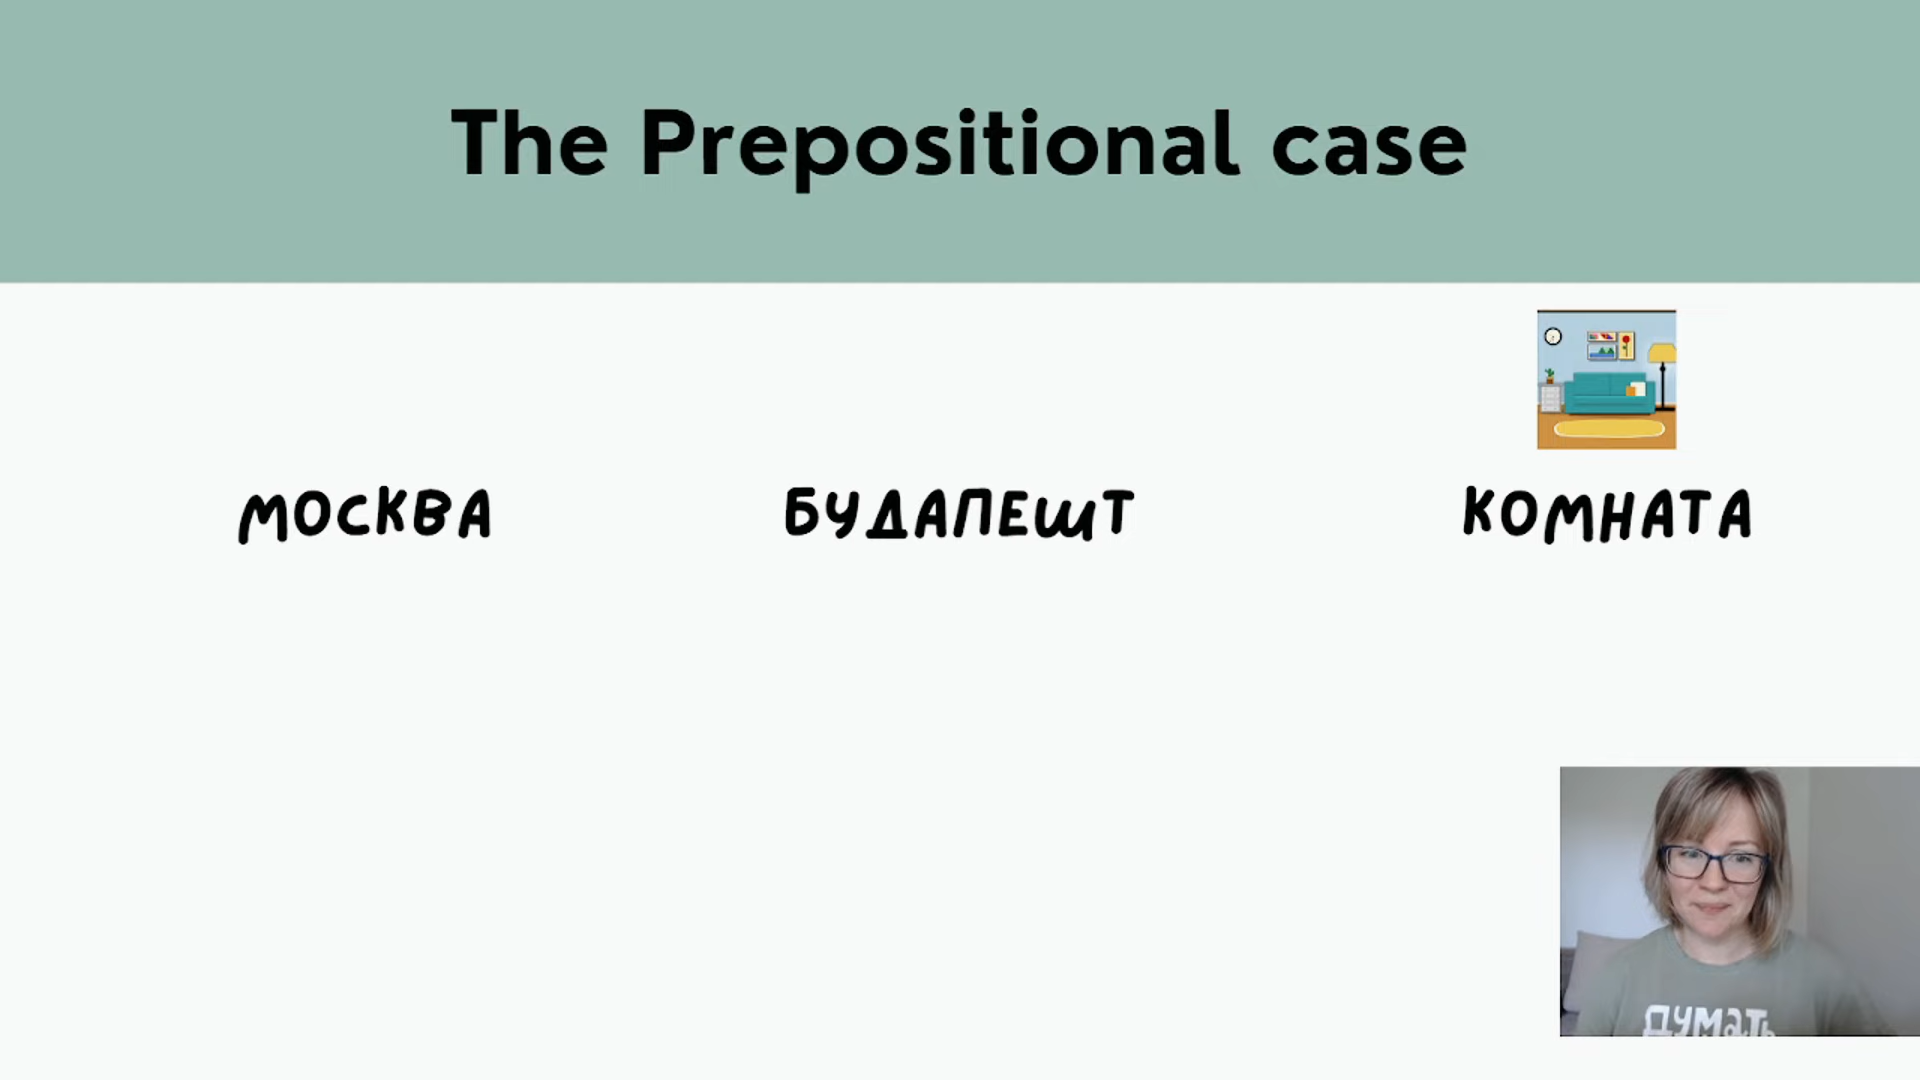 The Prepositional case
МОСКВА
БУДАПЕШТ
КОМНАТА
ДУМАТЬ